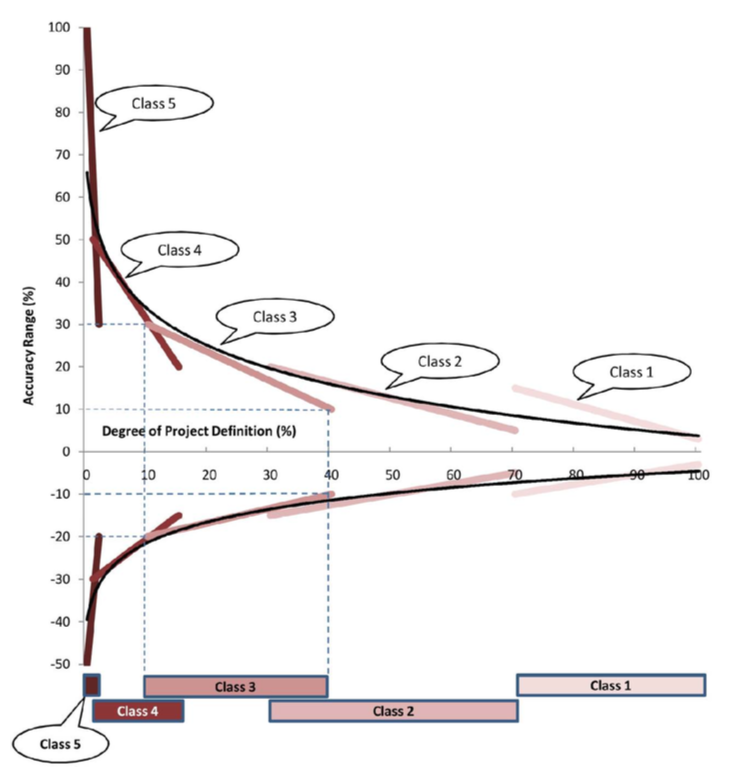 100
90
80
70
60
50
40
30
20
10
0
-10
-20
-30
-40
-50
Accuracy Range (%)
Class 5
Class 4
Class 3
Class 2
Class 1
Degree of Project Definition (%)
0 10 20 30 40 50 60 70 80 90 100
Class 3
Class 1
Class 4
Class 2
Class 5